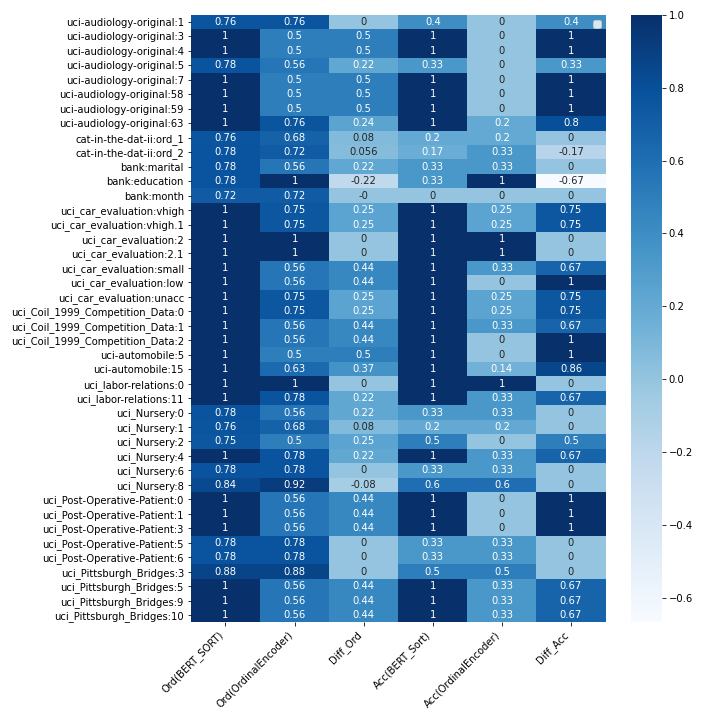 uci-audiology-original:1 0.76 0.76 0 0.4 0 0.4
uci-audiology-original:3 1 0.5 0.5 1 0 1
uci-audiology-original:4 1 0.5 0.5 1 0 1
uci-audiology-original:5 0.78 0.56 0.22 0.33 0 0.33
uci-audiology-original:7 1 0.5 0.5 1 0 1
uci-audiology-original:58 1 0.5 0.5 1 0 1
uci-audiology-original:59 1 0.5 0.5 1 0 1
uci-audiology-original:63 1 0.76 0.24 1 0.2 0.8
cat-in-the-dat-ii:ord_1 0.76 0.68 0.08 0.2 0.2 0
cat-in-the-dat-ii:ord_2 0.78 0.72 0.056 0.17 0.33 -0.17
bank:marital 0.78 0.56 0.22 0.33 0.33 0
bank:education 0.78 1 -0.22 0.33 1 -0.67
bank:month 0.72 0.72 -0 0 0 0
uci_car_evaluation:vhigh 1 0.75 0.25 1 0.25 0.75
uci_car_evaluation:vhigh.1 1 0.75 0.25 1 0.25 0.75
uci_car_evaluation:2 1 1 0 1 1 0
uci_car_evaluation:2.1 1 1 0 1 1 0
uci_car_evaluation:small 1 0.56 0.44 1 0.33 0.67
uci_car_evaluation:low 1 0.56 0.44 1 0 1
uci_car_evaluation:unacc 1 0.75 0.25 1 0.25 0.75
uci_Coil_1999_Competition_Data:0 1 0.75 0.25 1 0.25 0.75
uci_Coil_1999_Competition_Data:1 1 0.56 0.44 1 0.33 0.67
uci_Coil_1999_Competition_Data:2 1 0.56 0.44 1 0 1
uci-automobile:5 1 0.5 0.5 1 0 1
uci-automobile:15 1 0.63 0.37 1 0.14 0.86
uci_labor-relations:0 1 1 0 1 1 0
uci_labor-relations:11 1 0.78 0.22 1 0.33 0.67
uci_Nursery:0 0.78 0.56 0.22 0.33 0.33 0
uci_Nursery:1 0.76 0.68 0.08 0.2 0.2 0
uci_Nursery:2 0.75 0.5 0.25 0.5 0 0.5
uci_Nursery:4 1 0.78 0.22 1 0.33 0.67
uci_Nursery:6 0.78 0.78 0 0.33 0.33 0
uci_Nursery:8 0.84 0.92 -0.08 0.6 0.6 0
uci_Post-Operative-Patient:0 1 0.56 0.44 1 0 1
uci_Post-Operative-Patient:1 1 0.56 0.44 1 0 1
uci_Post-Operative-Patient:3 1 0.56 0.44 1 0 1
uci_Post-Operative-Patient:5 0.78 0.78 0 0.33 0.33 0
uci_Post-Operative-Patient:6 0.78 0.78 0 0.33 0.33 0
uci_Pittsburgh_Bridges:3 0.88 0.88 0 0.5 0.5 0
uci_Pittsburgh_Bridges:5 1 0.56 0.44 1 0.33 0.67
uci_Pittsburgh_Bridges:9 1 0.56 0.44 1 0.33 0.67
uci_Pittsburgh_Bridges:10 1 0.56 0.44 1 0.33 0.67
Ord(BERT_SORT)
Ord(OrdinalEncoder)
Diff_Ord
Acc(BERT_Sort)
Acc(OrdinalEncoder)
Diff_Acc
1.0
0.8
0.6
0.4
0.2
0.0
−0.2
−0.4
−0.6